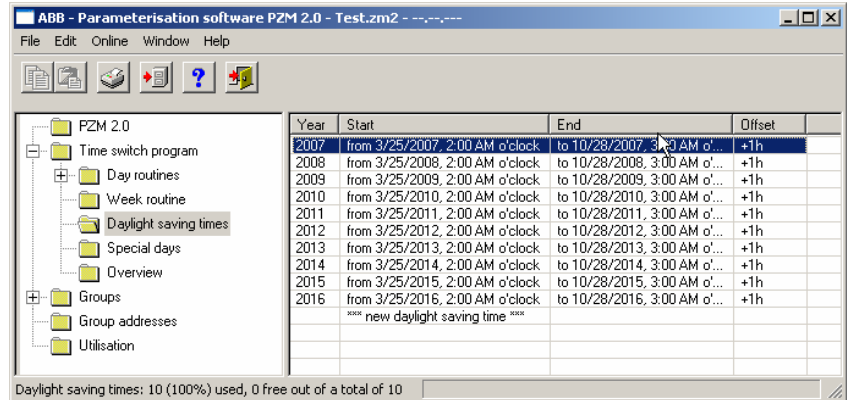 ABB - Parameterisation software PZM 2.0 - Test.zm2 - --.--.---
File Edit Online Window Help
PZM 2.0
Time switch program
Day routines
Week routine
Daylight saving times
Special days
Overview
Groups
Group addresses
Utilisation
Year Start End Offset
2007 from 3/25/2007, 2:00 AM o'clock to 10/28/2007, 3:00 AM o'... +1h
2008 from 3/25/2008, 2:00 AM o'clock to 10/28/2008, 3:00 AM o'... +1h
2009 from 3/25/2009, 2:00 AM o'clock to 10/28/2009, 3:00 AM o'... +1h
2010 from 3/25/2010, 2:00 AM o'clock to 10/28/2010, 3:00 AM o'... +1h
2011 from 3/25/2011, 2:00 AM o'clock to 10/28/2011, 3:00 AM o'... +1h
2012 from 3/25/2012, 2:00 AM o'clock to 10/28/2012, 3:00 AM o'... +1h
2013 from 3/25/2013, 2:00 AM o'clock to 10/28/2013, 3:00 AM o'... +1h
2014 from 3/25/2014, 2:00 AM o'clock to 10/28/2014, 3:00 AM o'... +1h
2015 from 3/25/2015, 2:00 AM o'clock to 10/28/2015, 3:00 AM o'... +1h
2016 from 3/25/2016, 2:00 AM o'clock to 10/28/2016, 3:00 AM o'... +1h
*** new daylight saving time ***
Daylight saving times: 10 (100%) used, 0 free out of a total of 10